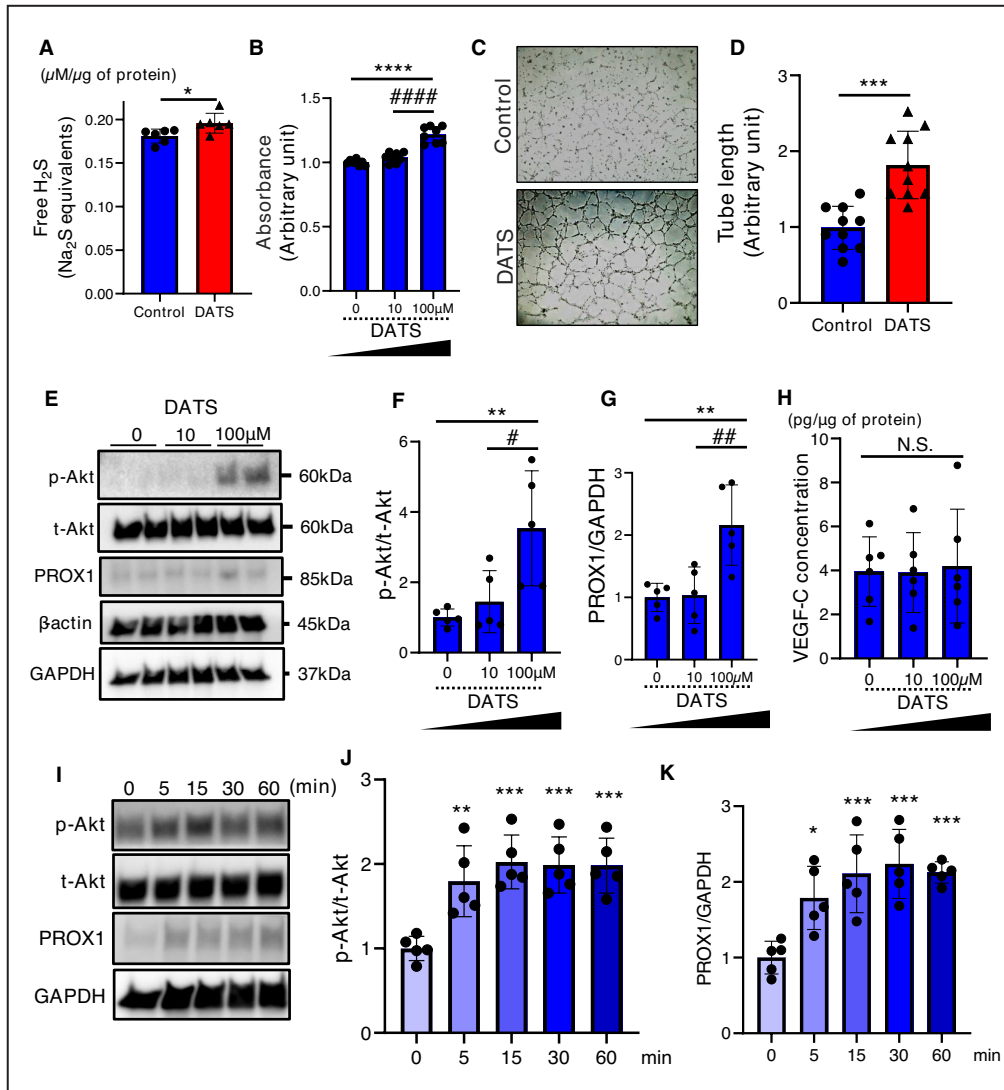 A
(µM/µg of protein)
*
Free H2S
(Na2S equivalents)
0.20
0.15
0.10
0.05
0.00
Control DATS
B
****
####
Absorbance
(Arbitrary unit)
1.5
1.0
0.5
0.0
0 10 100µM
DATS
C
Control
DATS
D
***
Tube length
(Arbitrary unit)
3
2
1
0
Control DATS
E
DATS
0 10 100µM
p-Akt 60kDa
t-Akt 60kDa
PROX1 85kDa
βactin 45kDa
GAPDH 37kDa
F
**
#
p-Akt/t-Akt
6
4
2
0
0 10 100µM
DATS
G
**
##
PROX1/GAPDH
3
2
1
0
0 10 100µM
DATS
H
(pg/µg of protein)
N.S.
VEGF-C concentration
10
8
6
4
2
0
0 10 100µM
DATS
I
0 5 15 30 60 (min)
p-Akt
t-Akt
PROX1
GAPDH
J
** *** *** ***
p-Akt/t-Akt
3
2
1
0
0 5 15 30 60 min
K
* *** *** ***
PROX1/GAPDH
3
2
1
0
0 5 15 30 60 min